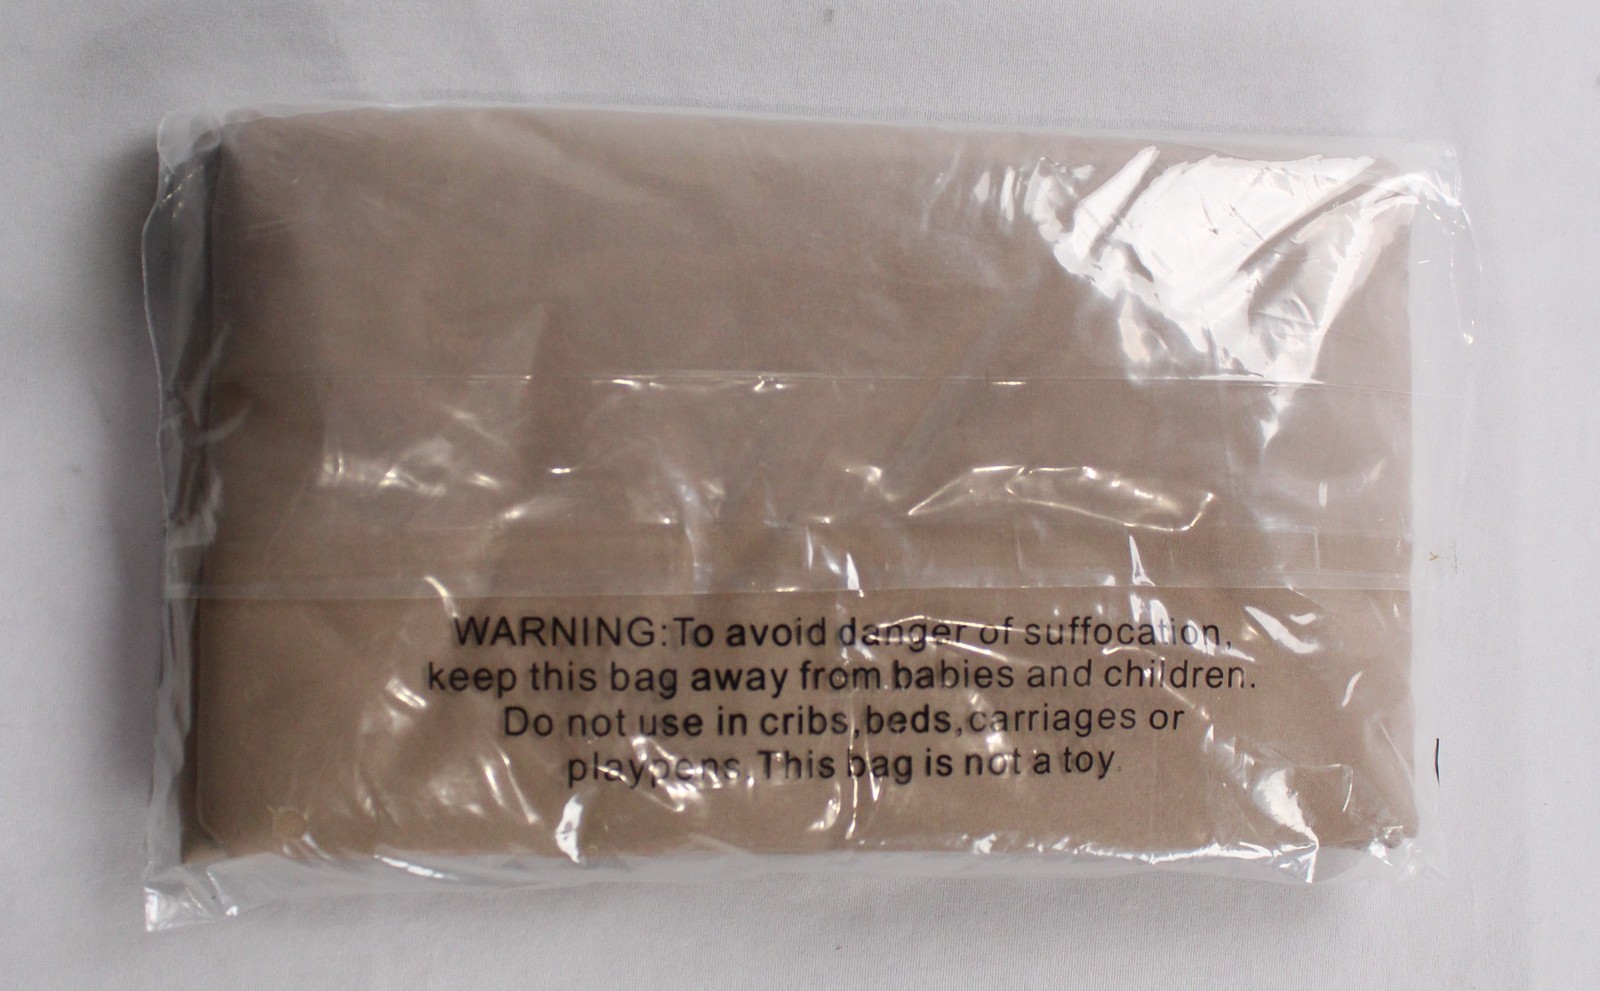 WARNING:To avoid danger of suffocation,
keep this bag away from babies and children.
Do not use in cribs,beds,carriages or
playpens.This bag is not a toy.